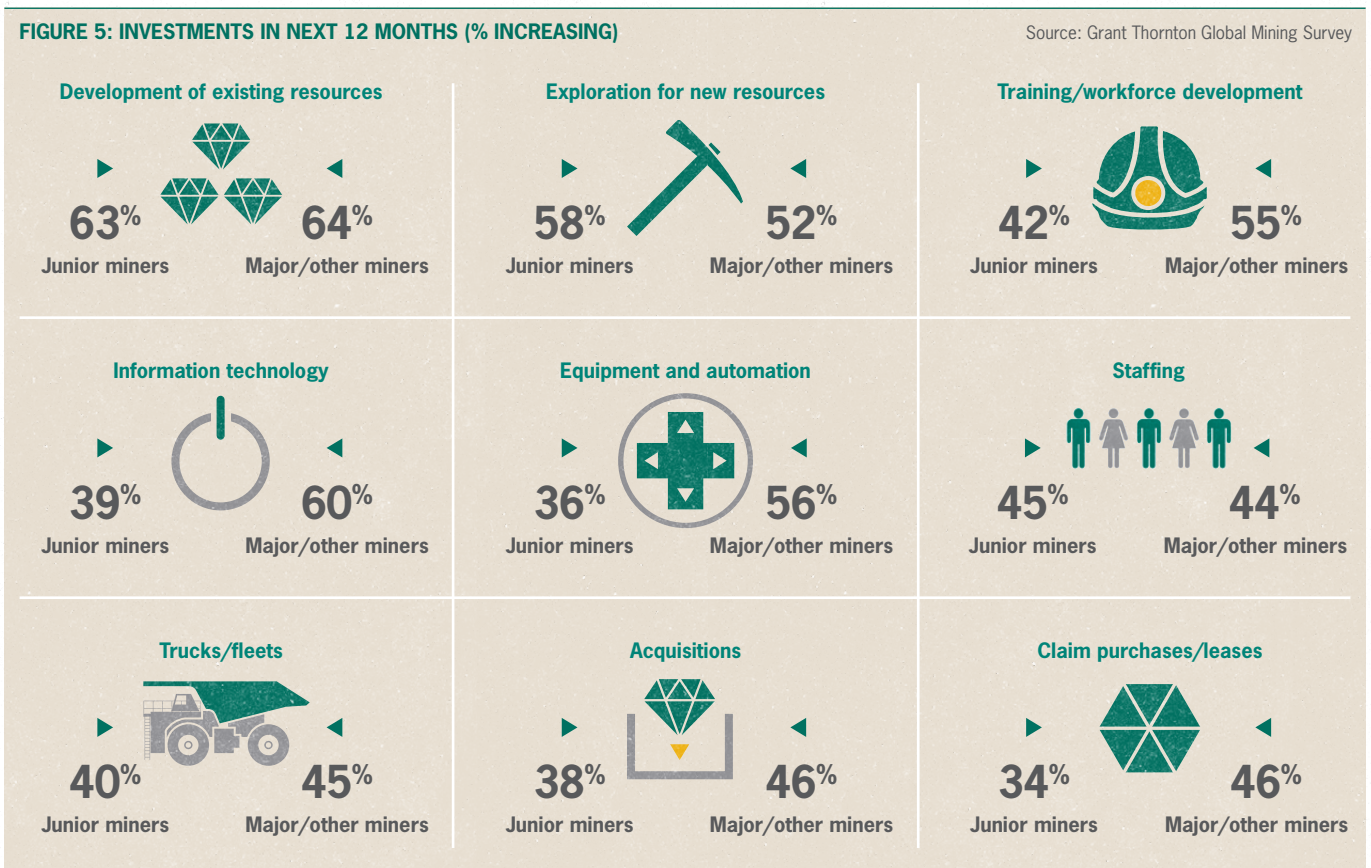 FIGURE 5: INVESTMENTS IN NEXT 12 MONTHS (% INCREASING)
Source: Grant Thornton Global Mining Survey
Development of existing resources
63%
Junior miners
64%
Major/other miners
Exploration for new resources
58%
Junior miners
52%
Major/other miners
Training/workforce development
42%
Junior miners
55%
Major/other miners
Information technology
39%
Junior miners
60%
Major/other miners
Equipment and automation
36%
Junior miners
56%
Major/other miners
Staffing
45%
Junior miners
44%
Major/other miners
Trucks/fleets
40%
Junior miners
45%
Major/other miners
Acquisitions
38%
Junior miners
46%
Major/other miners
Claim purchases/leases
34%
Junior miners
46%
Major/other miners